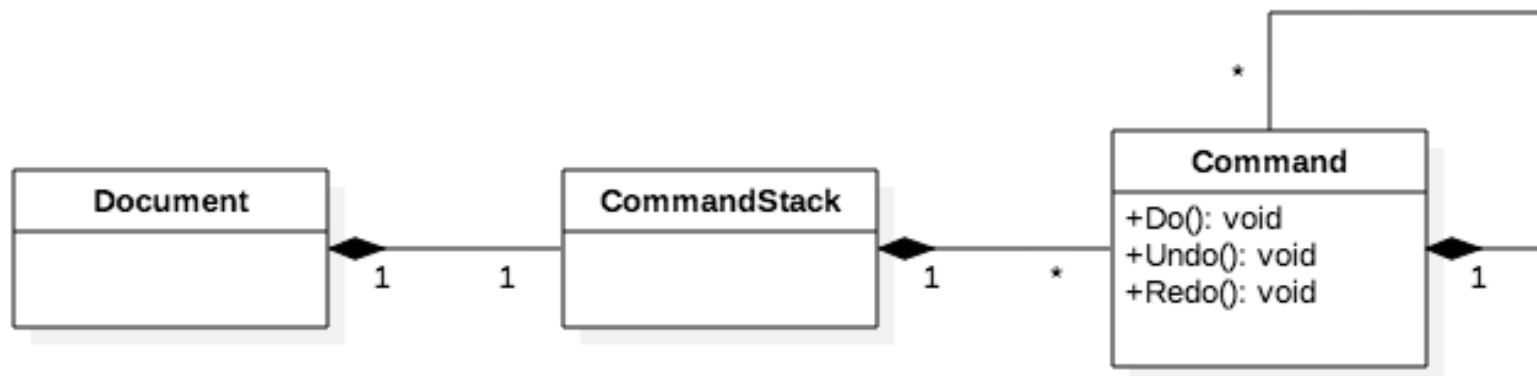 *
Document
1
1
CommandStack
1
*
Command
+Do(): void
+Undo(): void
+Redo(): void
1